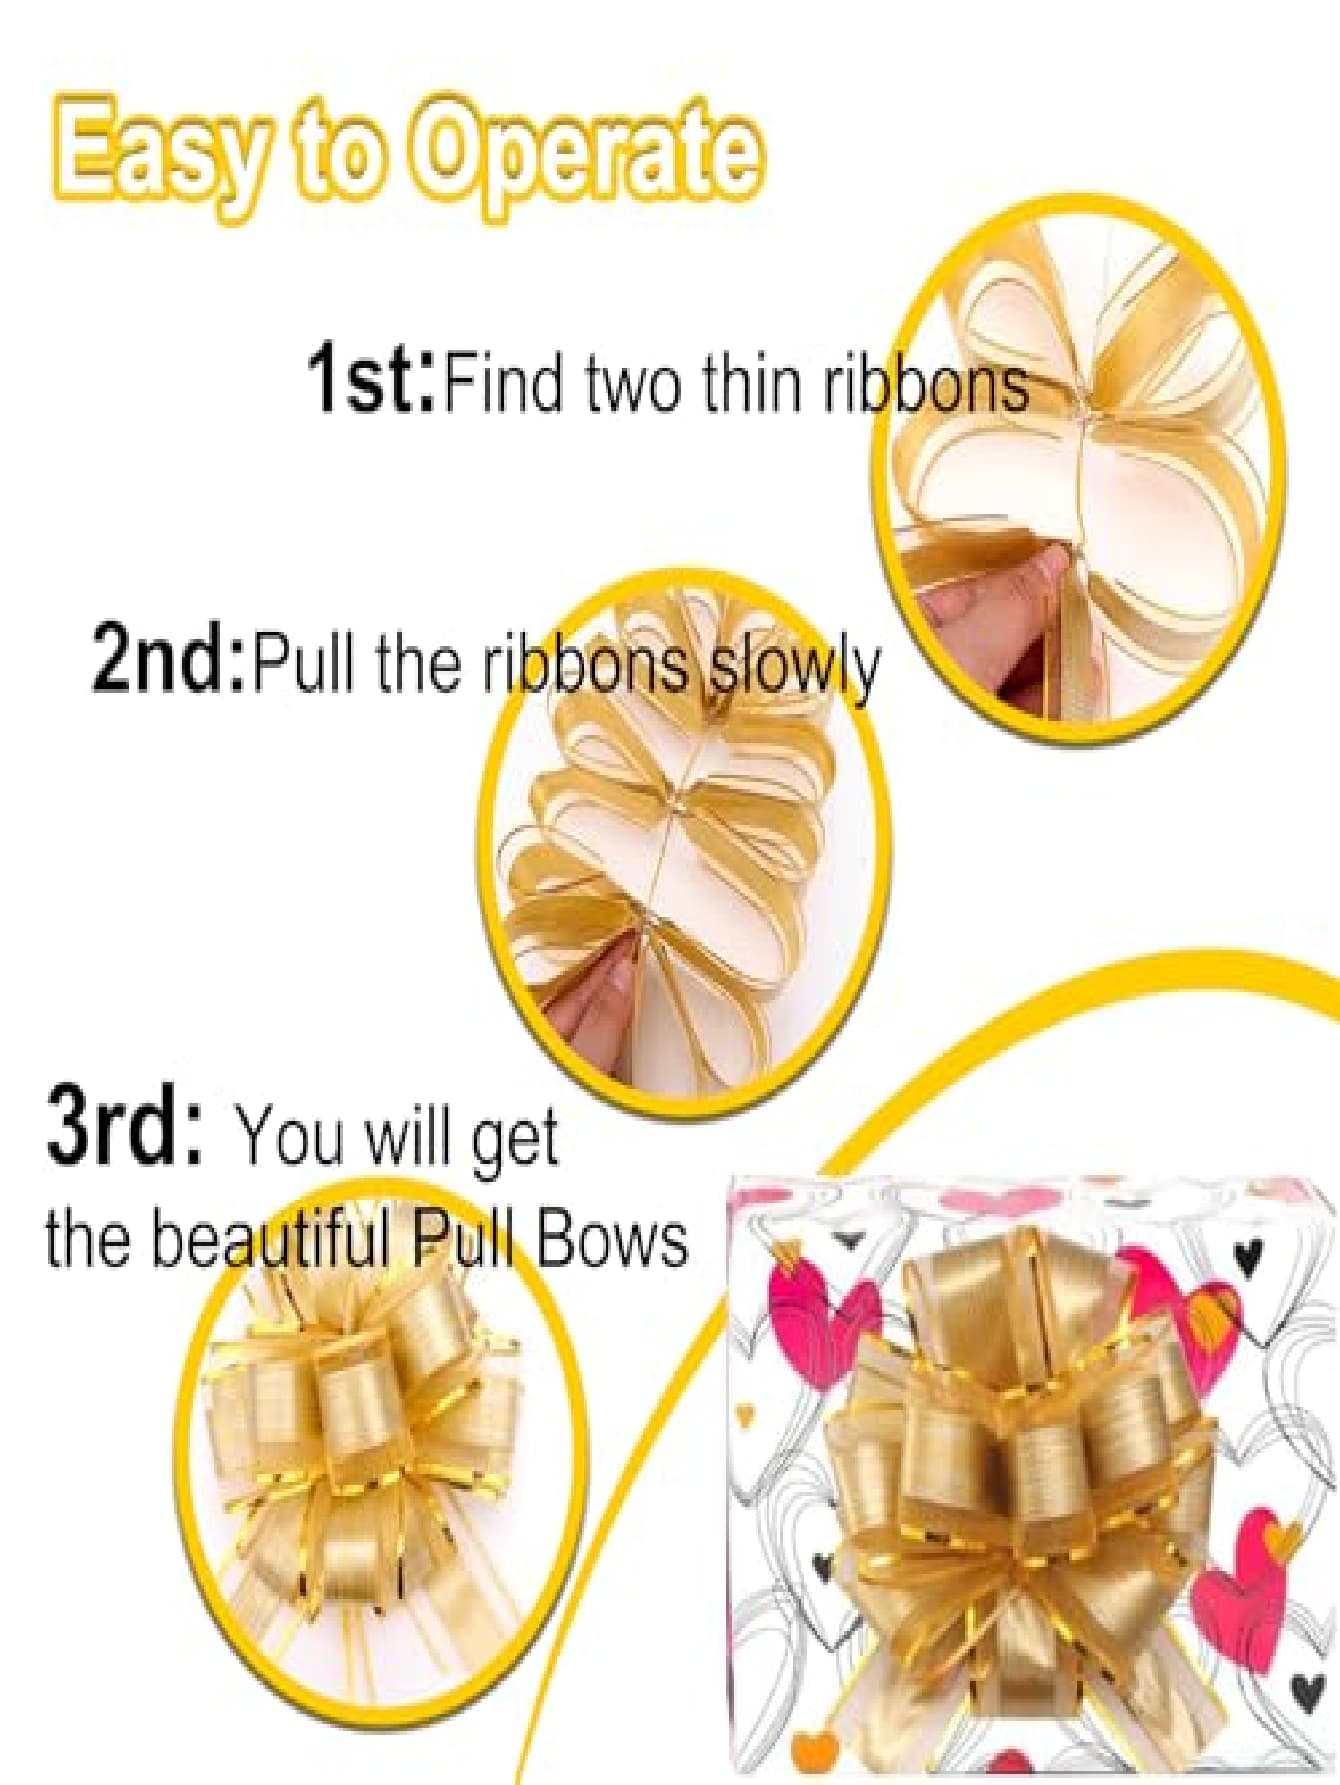 Easy to Operate
1st:Find two thin ribbons
2nd:Pull the ribbons slowly
3rd: You will get
the beautiful Pull Bows